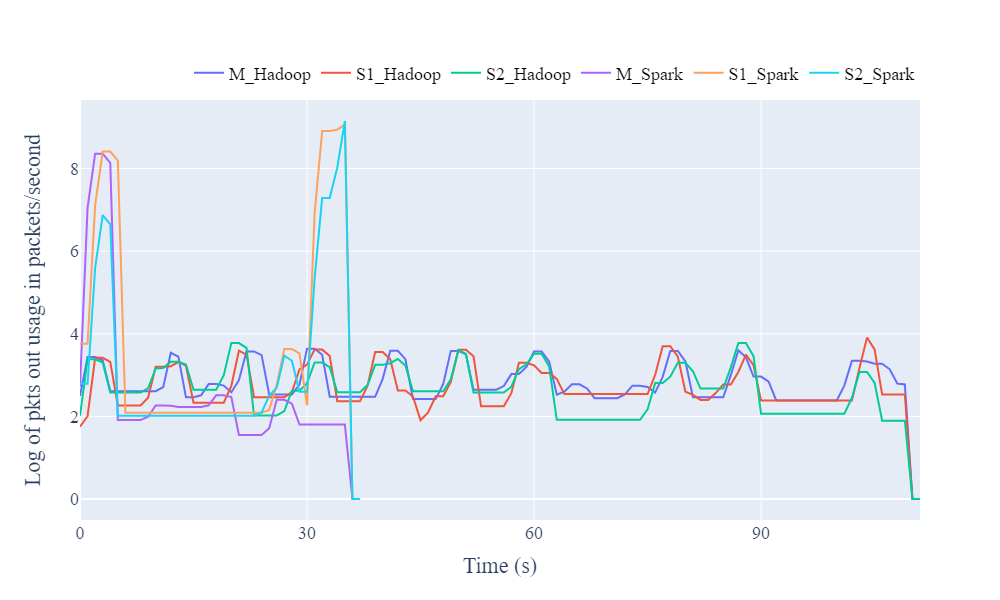 M_Hadoop S1_Hadoop S2_Hadoop M_Spark S1_Spark S2_Spark
Log of pkts out usage in packets/second
8
6
4
2
0
0 30 60 90
Time (s)